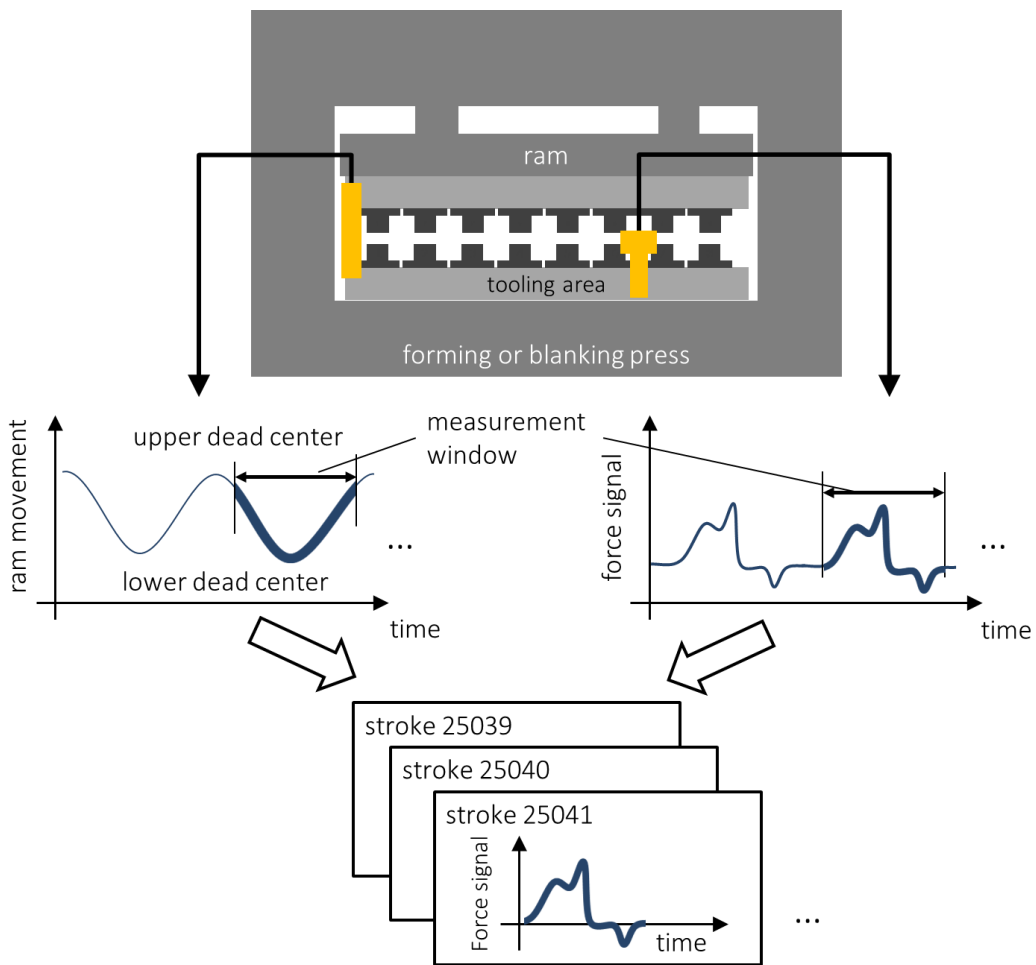 ram
tooling area
forming or blanking press
ram movement
upper dead center
lower dead center
...
time
measurement
window
force signal
...
time
stroke 25039
stroke 25040
stroke 25041
Force signal
time
...